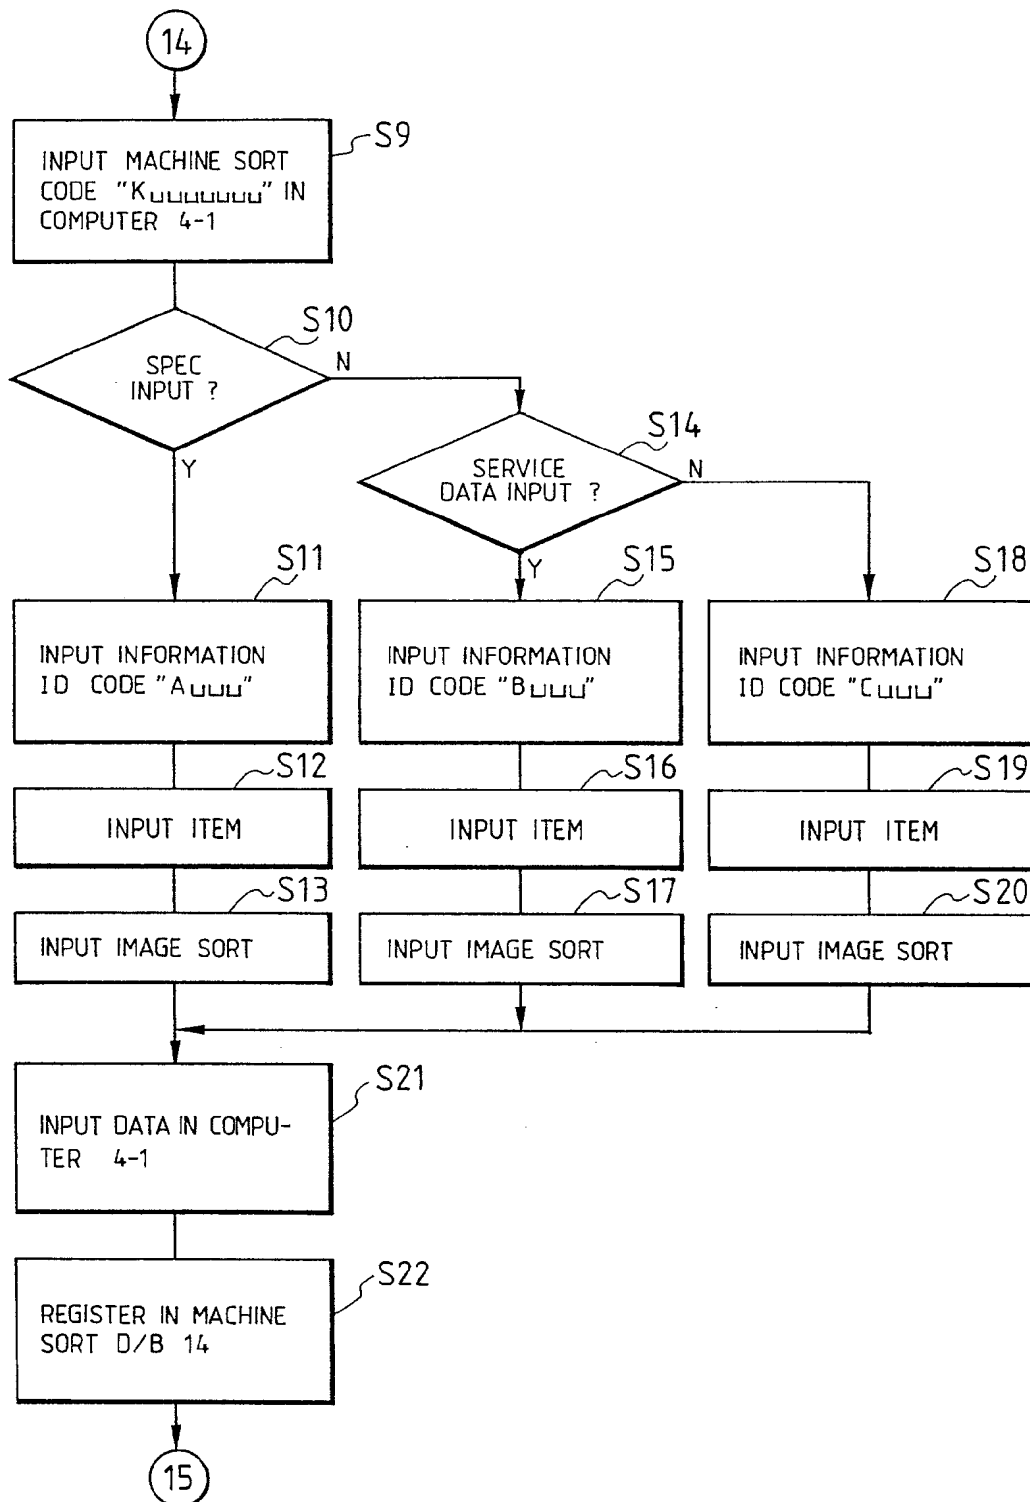 14
S9
INPUT MACHINE SORT
CODE "K␣␣␣␣␣␣␣" IN
COMPUTER 4-1
S10
SPEC
INPUT ?
N
Y
S14
SERVICE
DATA INPUT ?
N
Y
S11
INPUT INFORMATION
ID CODE "A␣␣␣"
S15
INPUT INFORMATION
ID CODE "B␣␣␣"
S18
INPUT INFORMATION
ID CODE "C␣␣␣"
S12
INPUT ITEM
S16
INPUT ITEM
S19
INPUT ITEM
S13
INPUT IMAGE SORT
S17
INPUT IMAGE SORT
S20
INPUT IMAGE SORT
S21
INPUT DATA IN COMPU-
TER 4-1
S22
REGISTER IN MACHINE
SORT D/B 14
15